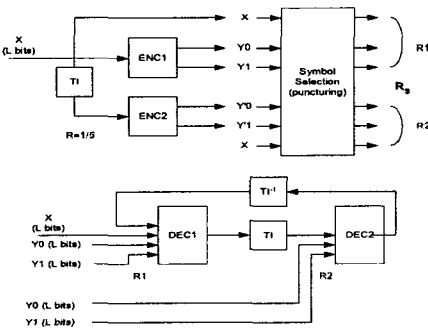 X
(L bits)
TI
R=1/5
ENC1
ENC2
X
Y0
Y1
Y'0
Y'1
X
Symbol
Selection
(puncturing)
R1
Rs
R2
TI-1
X
(L bits)
Y0 (L bits)
Y1 (L bits)
DEC1
R1
TI
R2
DEC2
Y0 (L bits)
Y1 (L bits)